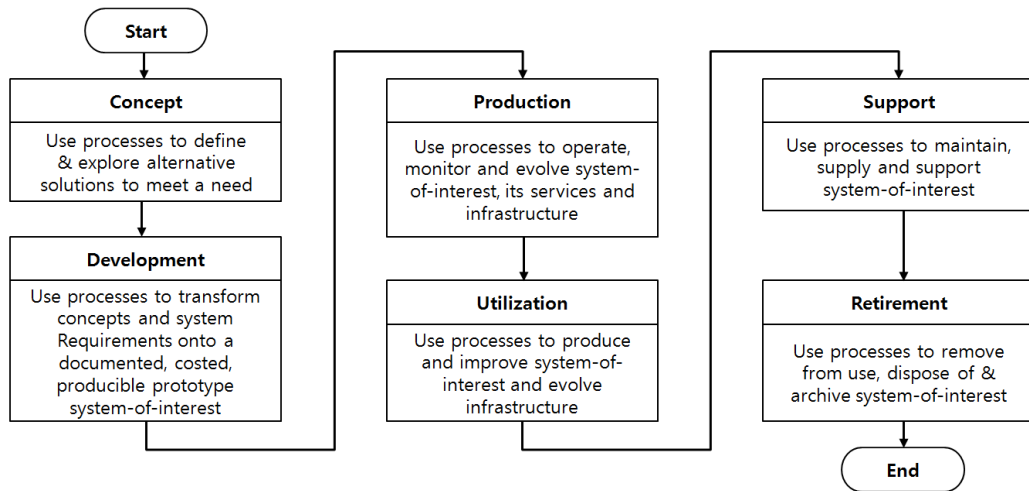 Start
Concept
Use processes to define
& explore alternative
solutions to meet a need
Development
Use processes to transform
concepts and system
Requirements onto a
documented, costed,
producible prototype
system-of-interest
Production
Use processes to operate,
monitor and evolve system-
of-interest, its services and
infrastructure
Utilization
Use processes to produce
and improve system-of-
interest and evolve
infrastructure
Support
Use processes to maintain,
supply and support
system-of-interest
Retirement
Use processes to remove
from use, dispose of &
archive system-of-interest
End